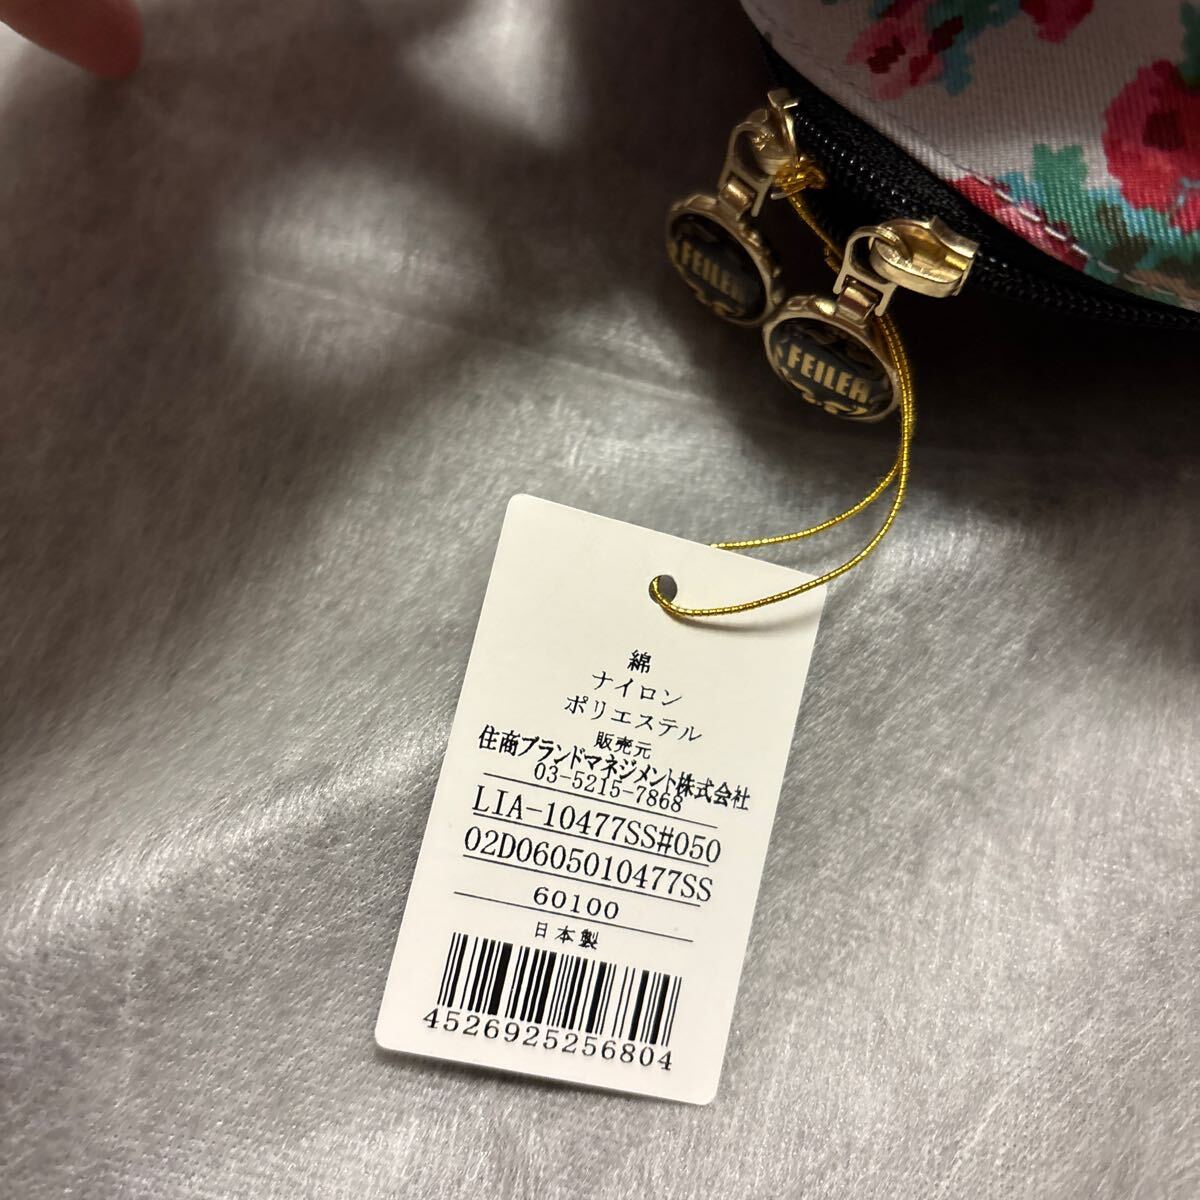 FEILER
FEILER
綿
ナイロン
ポリエステル
販売元
住商ブランドマネジメント株式会社
03-5215-7868
LIA-10477SS#050
02D0605010477SS
60100
日本製
4526925256804